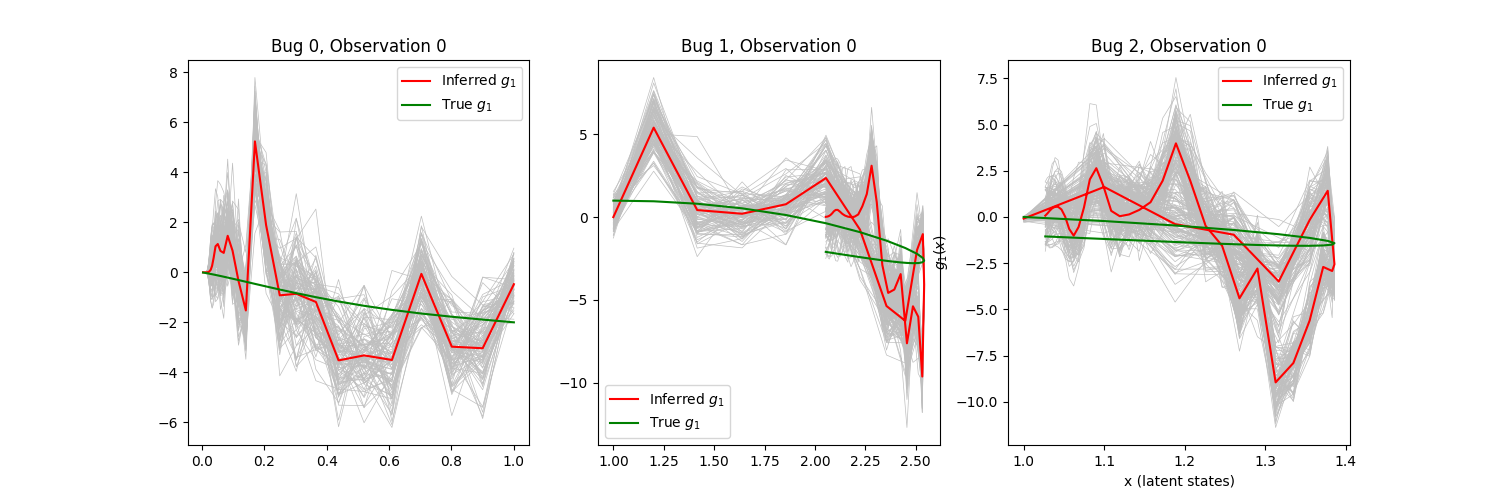 Bug 0, Observation 0
8
6
4
2
0
−2
−4
−6
0.0 0.2 0.4 0.6 0.8 1.0
Inferred g₁
True g₁
Bug 1, Observation 0
5
0
−5
−10
1.00 1.25 1.50 1.75 2.00 2.25 2.50
Inferred g₁
True g₁
Bug 2, Observation 0
g₁(x)
7.5
5.0
2.5
0.0
−2.5
−5.0
−7.5
−10.0
1.0 1.1 1.2 1.3 1.4
x (latent states)
Inferred g₁
True g₁